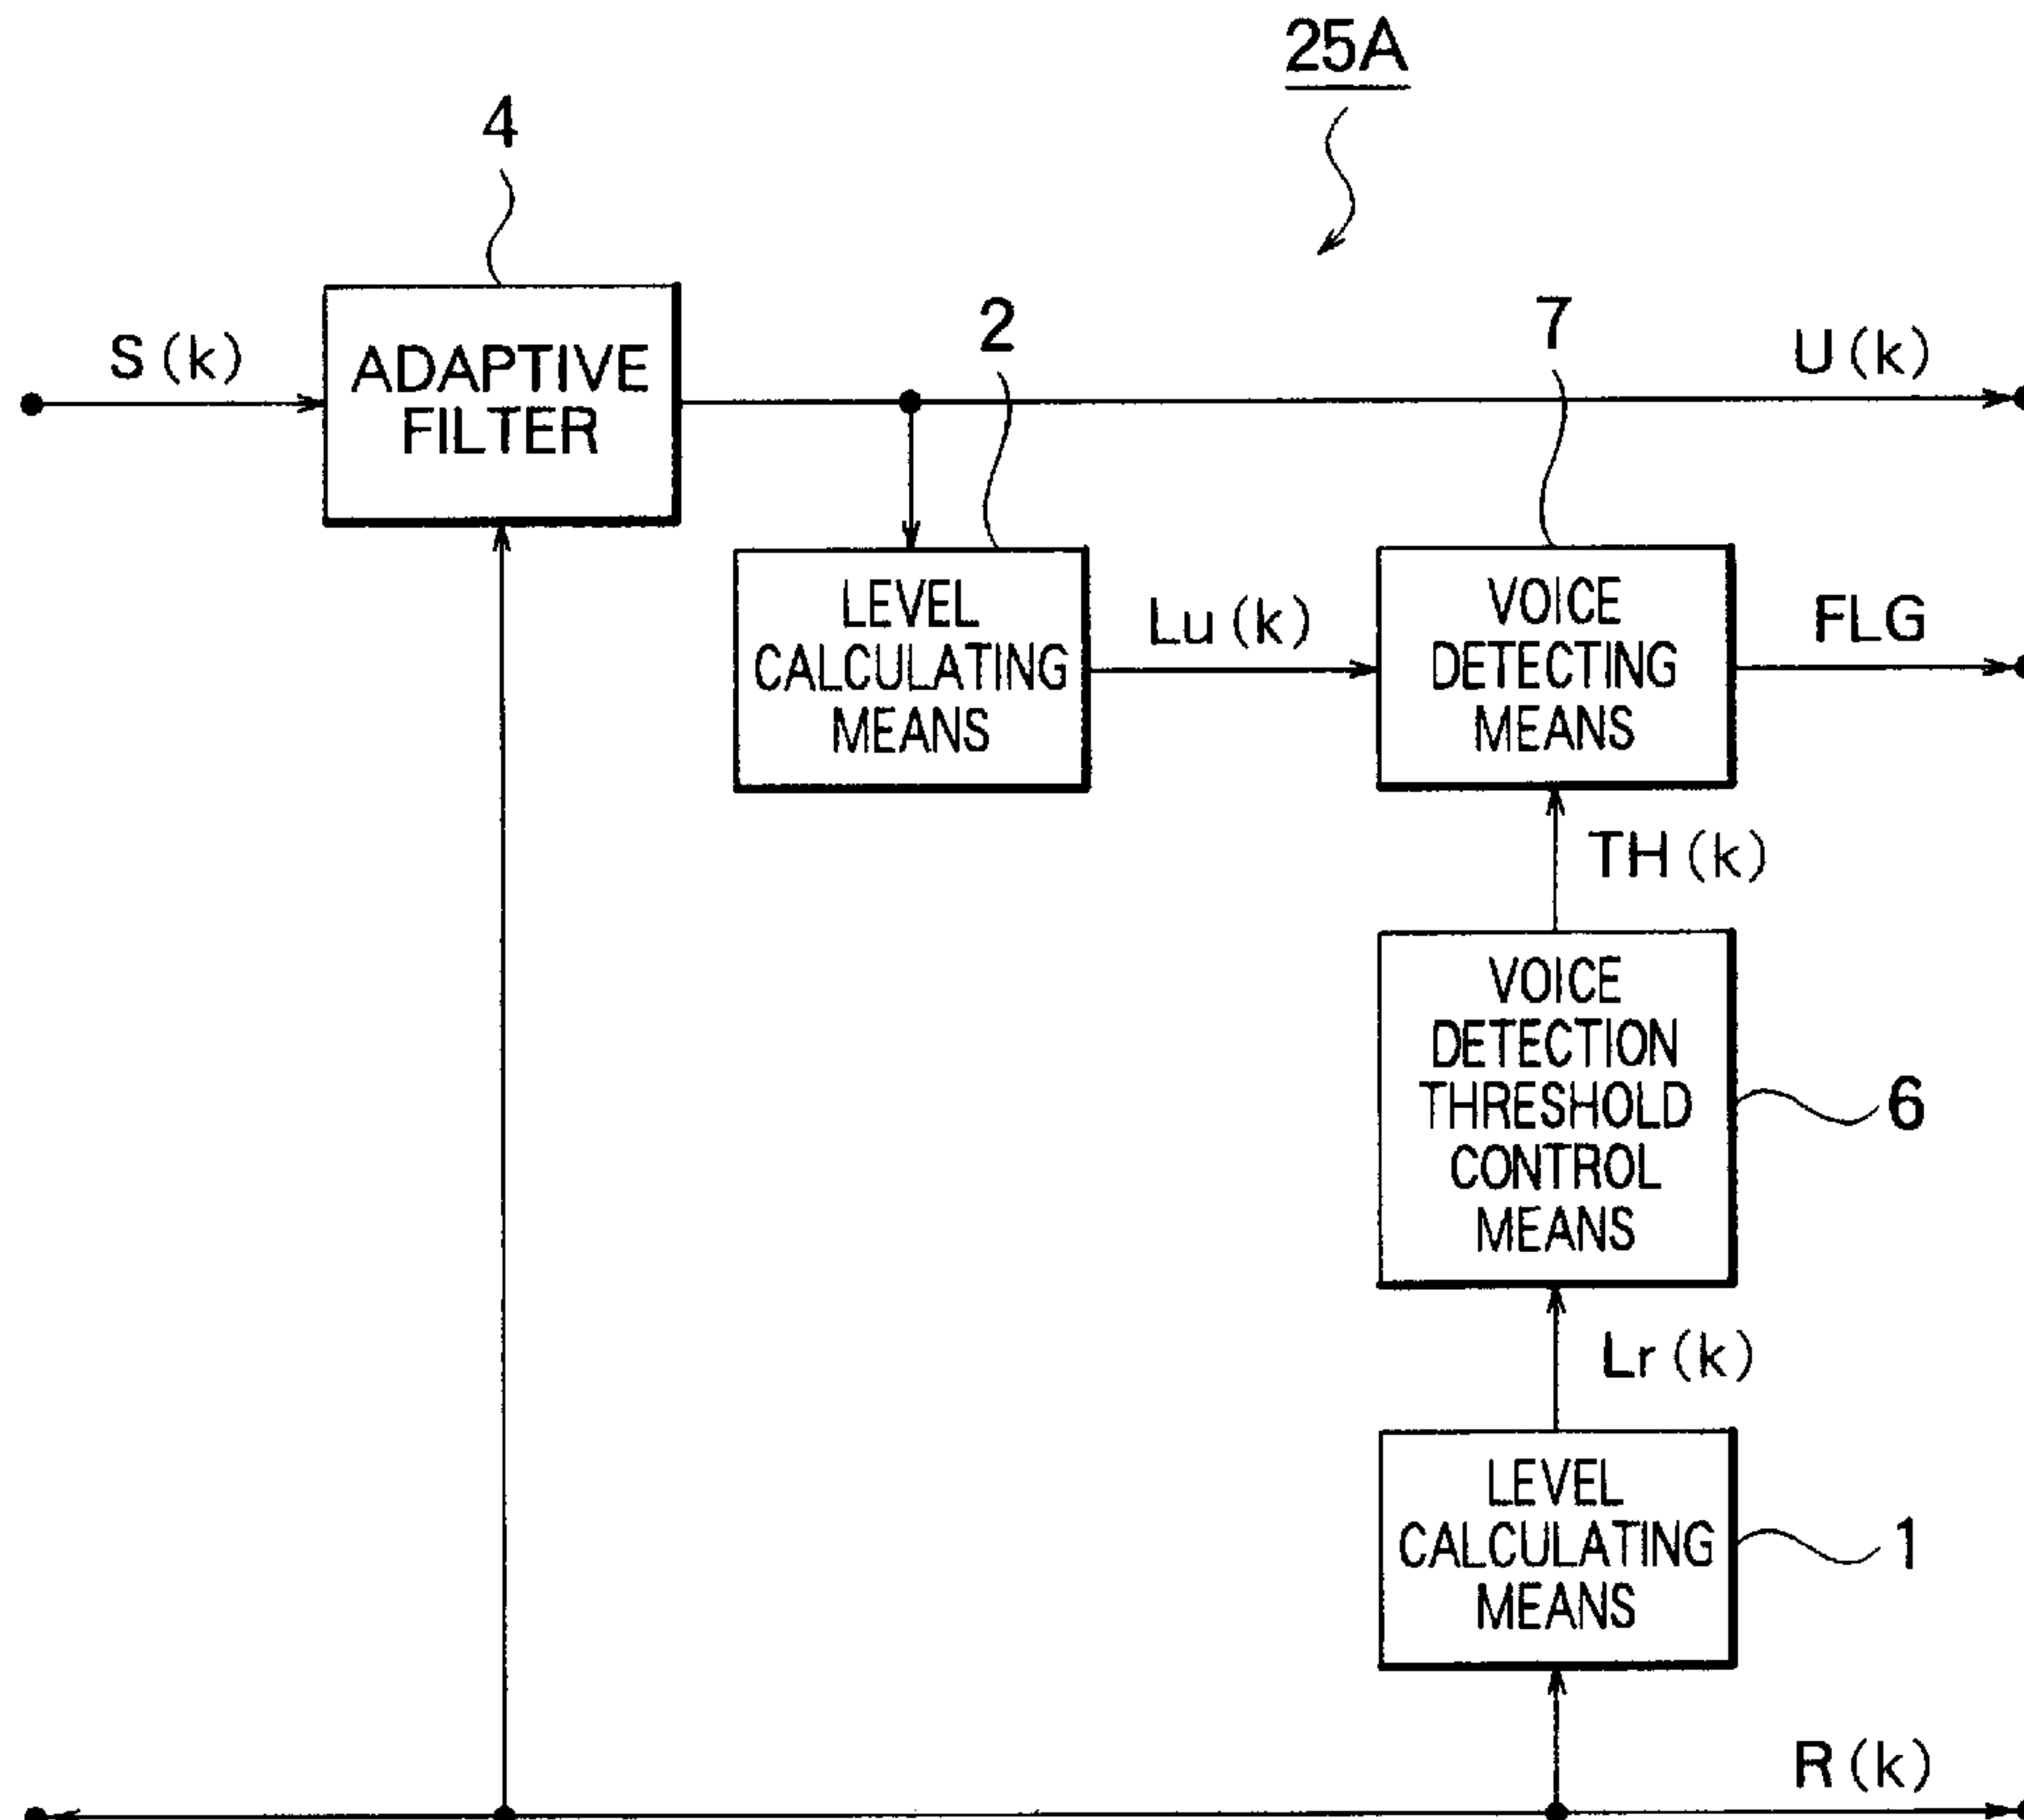 25A
4
S(k)
ADAPTIVE
FILTER
2
7
U(k)
LEVEL
CALCULATING
MEANS
Lu(k)
VOICE
DETECTING
MEANS
FLG
TH(k)
VOICE
DETECTION
THRESHOLD
CONTROL
MEANS
6
Lr(k)
LEVEL
CALCULATING
MEANS
1
R(k)